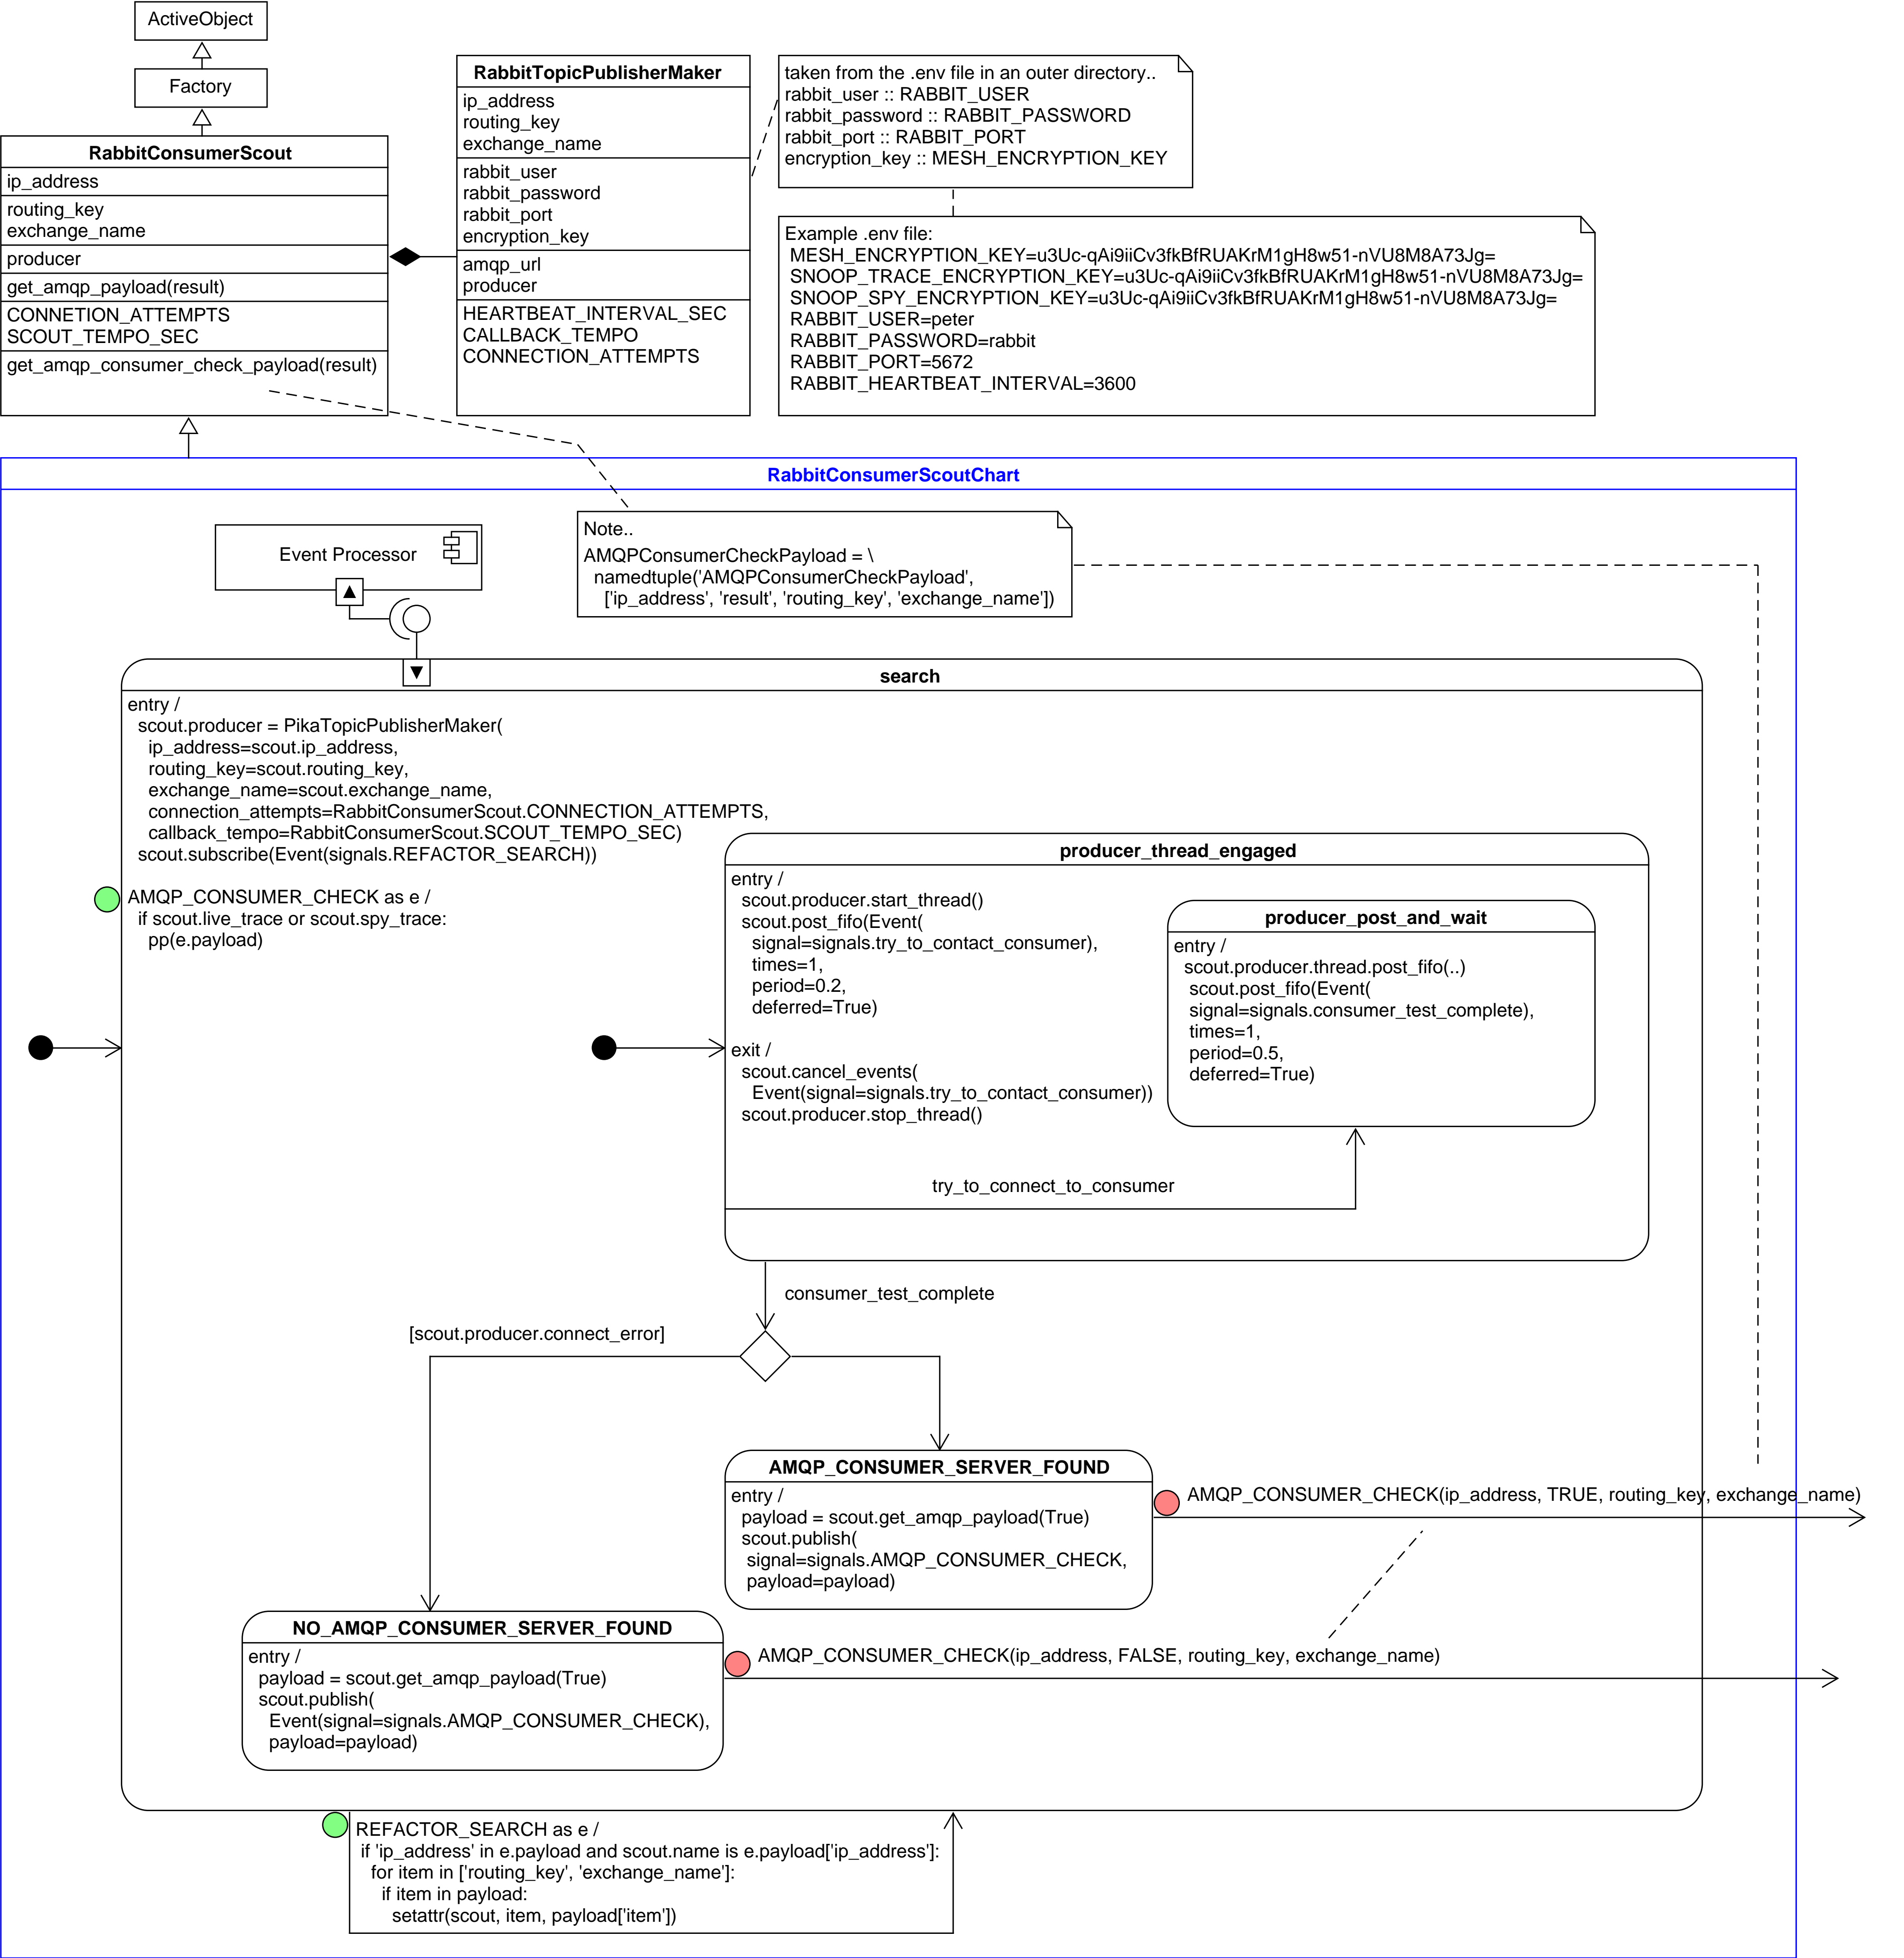 ActiveObject
Factory
RabbitConsumerScout
ip_address
routing_key
exchange_name
producer
get_amqp_payload(result)
CONNETION_ATTEMPTS
SCOUT_TEMPO_SEC
get_amqp_consumer_check_payload(result)
RabbitTopicPublisherMaker
ip_address
routing_key
exchange_name
rabbit_user
rabbit_password
rabbit_port
encryption_key
amqp_url
producer
HEARTBEAT_INTERVAL_SEC
CALLBACK_TEMPO
CONNECTION_ATTEMPTS
taken from the .env file in an outer directory..
rabbit_user :: RABBIT_USER
rabbit_password :: RABBIT_PASSWORD
rabbit_port :: RABBIT_PORT
encryption_key :: MESH_ENCRYPTION_KEY
Example .env file:
MESH_ENCRYPTION_KEY=u3Uc-qAi9iiCv3fkBfRUAKrM1gH8w51-nVU8M8A73Jg=
SNOOP_TRACE_ENCRYPTION_KEY=u3Uc-qAi9iiCv3fkBfRUAKrM1gH8w51-nVU8M8A73Jg=
SNOOP_SPY_ENCRYPTION_KEY=u3Uc-qAi9iiCv3fkBfRUAKrM1gH8w51-nVU8M8A73Jg=
RABBIT_USER=peter
RABBIT_PASSWORD=rabbit
RABBIT_PORT=5672
RABBIT_HEARTBEAT_INTERVAL=3600
RabbitConsumerScoutChart
Event Processor
Note..
AMQPConsumerCheckPayload = \
namedtuple('AMQPConsumerCheckPayload',
['ip_address', 'result', 'routing_key', 'exchange_name'])
search
entry /
scout.producer = PikaTopicPublisherMaker(
ip_address=scout.ip_address,
routing_key=scout.routing_key,
exchange_name=scout.exchange_name,
connection_attempts=RabbitConsumerScout.CONNECTION_ATTEMPTS,
callback_tempo=RabbitConsumerScout.SCOUT_TEMPO_SEC)
scout.subscribe(Event(signals.REFACTOR_SEARCH))
AMQP_CONSUMER_CHECK as e /
if scout.live_trace or scout.spy_trace:
pp(e.payload)
producer_thread_engaged
entry /
scout.producer.start_thread()
scout.post_fifo(Event(
signal=signals.try_to_contact_consumer),
times=1,
period=0.2,
deferred=True)
exit /
scout.cancel_events(
Event(signal=signals.try_to_contact_consumer))
scout.producer.stop_thread()
producer_post_and_wait
entry /
scout.producer.thread.post_fifo(..)
scout.post_fifo(Event(
signal=signals.consumer_test_complete),
times=1,
period=0.5,
deferred=True)
try_to_connect_to_consumer
consumer_test_complete
[scout.producer.connect_error]
AMQP_CONSUMER_SERVER_FOUND
entry /
payload = scout.get_amqp_payload(True)
scout.publish(
signal=signals.AMQP_CONSUMER_CHECK,
payload=payload)
AMQP_CONSUMER_CHECK(ip_address, TRUE, routing_key, exchange_name)
NO_AMQP_CONSUMER_SERVER_FOUND
entry /
payload = scout.get_amqp_payload(True)
scout.publish(
Event(signal=signals.AMQP_CONSUMER_CHECK),
payload=payload)
AMQP_CONSUMER_CHECK(ip_address, FALSE, routing_key, exchange_name)
REFACTOR_SEARCH as e /
if 'ip_address' in e.payload and scout.name is e.payload['ip_address']:
for item in ['routing_key', 'exchange_name']:
if item in payload:
setattr(scout, item, payload['item'])